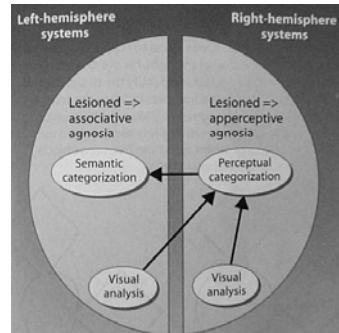 Left-hemisphere
systems
Right-hemisphere
systems
Lesioned =>
associative
agnosia
Lesioned =>
apperceptive
agnosia
Semantic
categorization
Perceptual
categorization
Visual
analysis
Visual
analysis